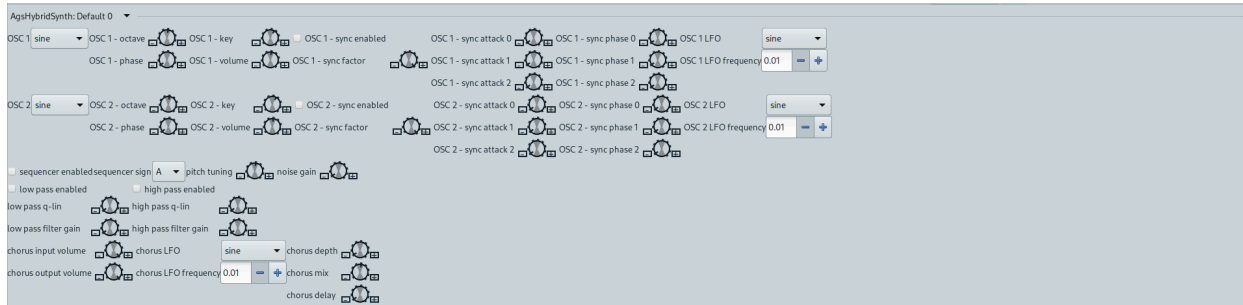 AgsHybridSynth: Default 0
OSC 1 sine OSC 1 - octave OSC 1 - key OSC 1 - sync enabled OSC 1 - sync attack 0 OSC 1 - sync phase 0 OSC 1 LFO sine
OSC 1 - phase OSC 1 - volume OSC 1 - sync factor OSC 1 - sync attack 1 OSC 1 - sync phase 1 OSC 1 LFO frequency 0.01
OSC 1 - sync attack 2 OSC 1 - sync phase 2
OSC 2 sine OSC 2 - octave OSC 2 - key OSC 2 - sync enabled OSC 2 - sync attack 0 OSC 2 - sync phase 0 OSC 2 LFO sine
OSC 2 - phase OSC 2 - volume OSC 2 - sync factor OSC 2 - sync attack 1 OSC 2 - sync phase 1 OSC 2 LFO frequency 0.01
OSC 2 - sync attack 2 OSC 2 - sync phase 2
sequencer enabled sequencer sign A pitch tuning noise gain
low pass enabled high pass enabled
low pass q-lin high pass q-lin
low pass filter gain high pass filter gain
chorus input volume chorus LFO sine chorus depth
chorus output volume chorus LFO frequency 0.01 chorus mix
chorus delay